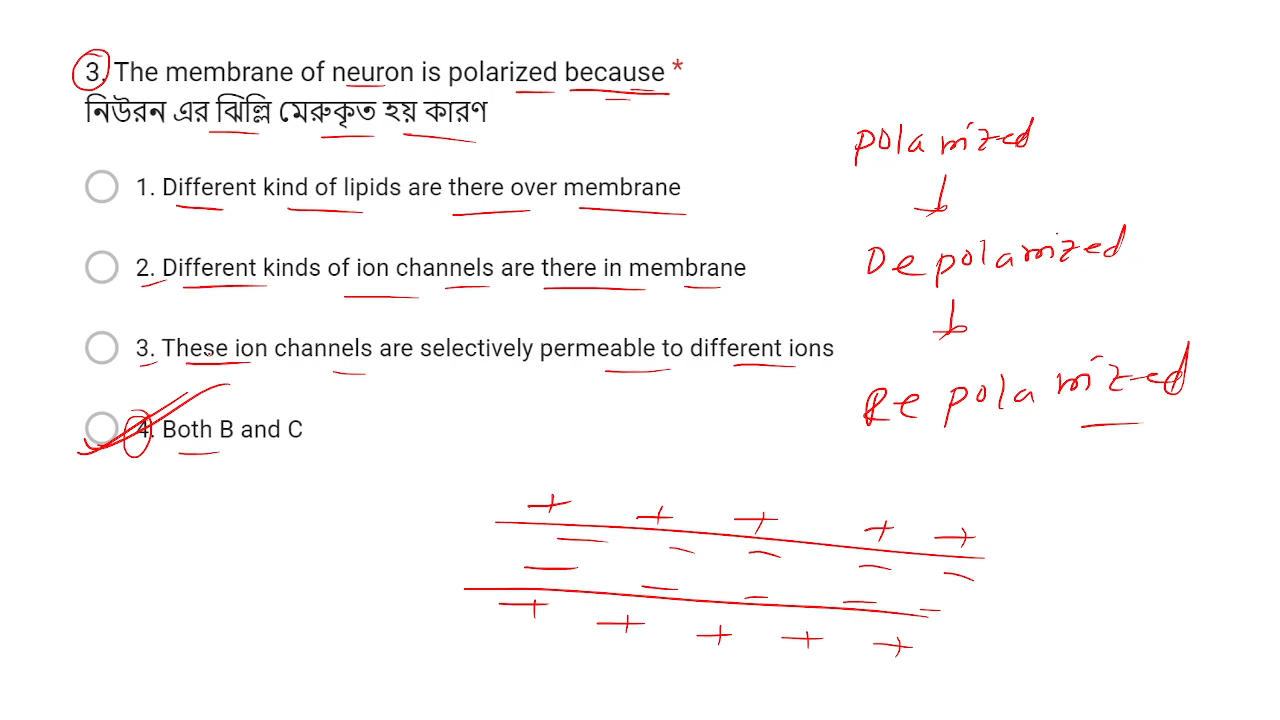 3. The membrane of neuron is polarized because *
নিউরন এর ঝিল্লি মেরুকৃত হয় কারণ
1. Different kind of lipids are there over membrane
2. Different kinds of ion channels are there in membrane
3. These ion channels are selectively permeable to different ions
4. Both B and C
polarized
Depolarized
Repolarized
+ + + + +
− − − − −
− − − − −
+ + + + +